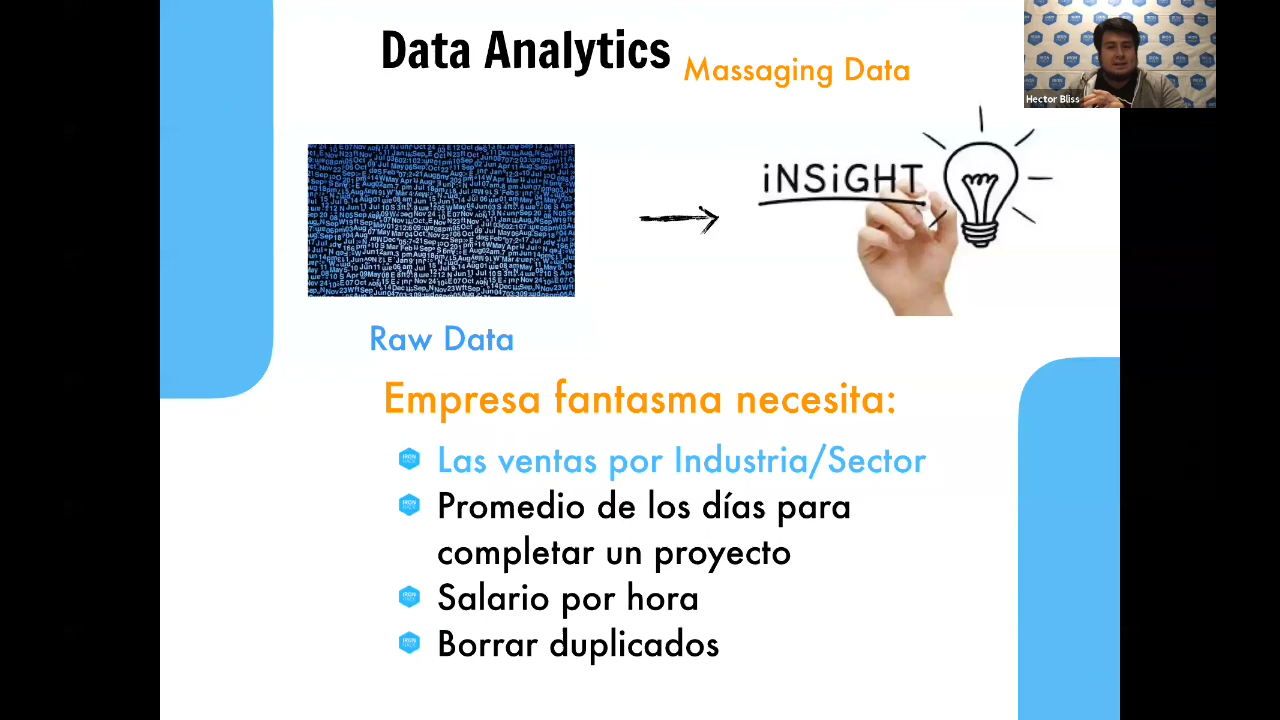 Data Analytics
Massaging Data
Hector Bliss
iNSiGHT
Raw Data
Empresa fantasma necesita:
Las ventas por Industria/Sector
Promedio de los días para
completar un proyecto
Salario por hora
Borrar duplicados